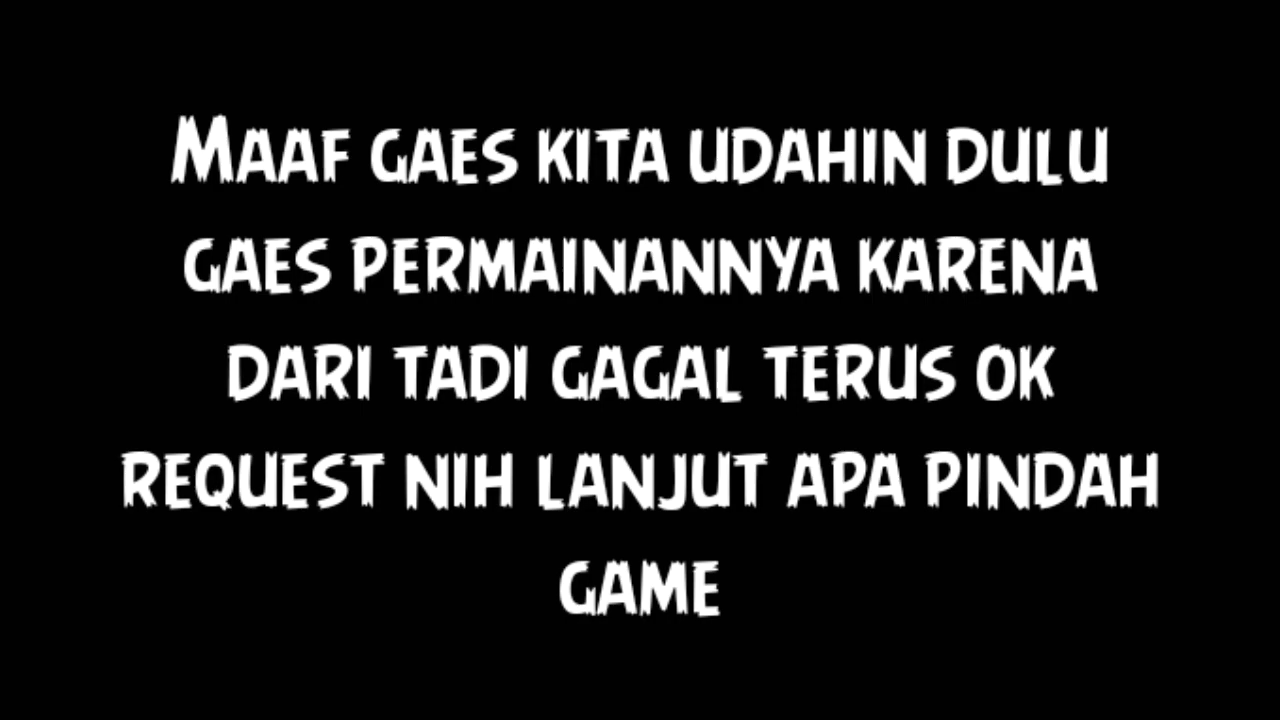 Maaf gaes kita udahin dulu
gaes permainannya karena
dari tadi gagal terus ok
request nih lanjut apa pindah
game